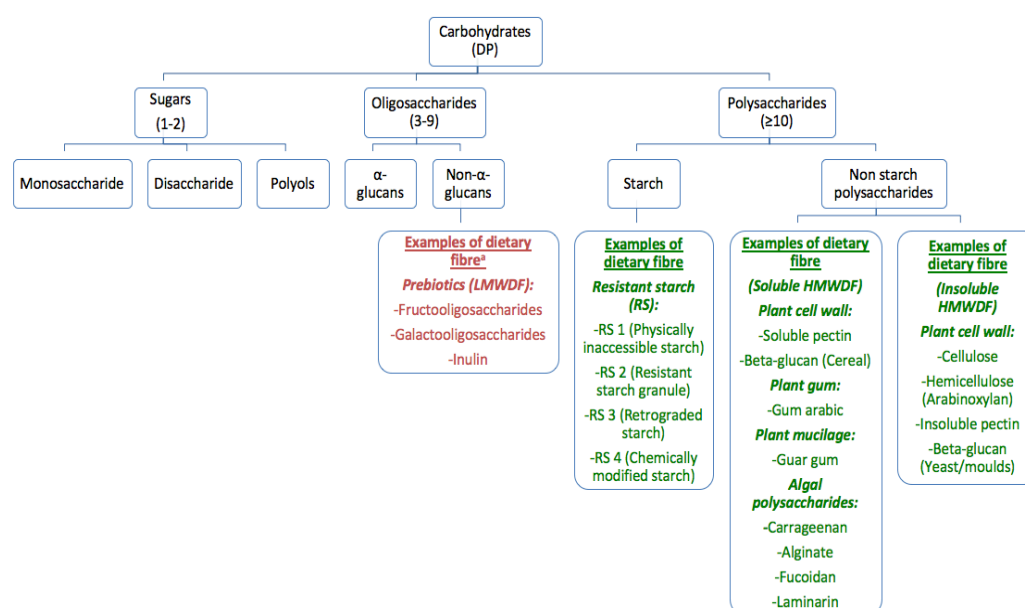 Carbohydrates
(DP)
Sugars
(1-2)
Oligosaccharides
(3-9)
Polysaccharides
(≥10)
Monosaccharide
Disaccharide
Polyols
α-
glucans
Non-α-
glucans
Starch
Non starch
polysaccharides
Examples of dietary
fibreᵃ
Prebiotics (LMWDF):
-Fructooligosaccharides
-Galactooligosaccharides
-Inulin
Examples of
dietary fibre
Resistant starch
(RS):
-RS 1 (Physically
inaccessible starch)
-RS 2 (Resistant
starch granule)
-RS 3 (Retrograded
starch)
-RS 4 (Chemically
modified starch)
Examples of dietary
fibre
(Soluble HMWDF)
Plant cell wall:
-Soluble pectin
-Beta-glucan (Cereal)
Plant gum:
-Gum arabic
Plant mucilage:
-Guar gum
Algal
polysaccharides:
-Carrageenan
-Alginate
-Fucoidan
-Laminarin
Examples of
dietary fibre
(Insoluble
HMWDF)
Plant cell wall:
-Cellulose
-Hemicellulose
(Arabinoxylan)
-Insoluble pectin
-Beta-glucan
(Yeast/moulds)